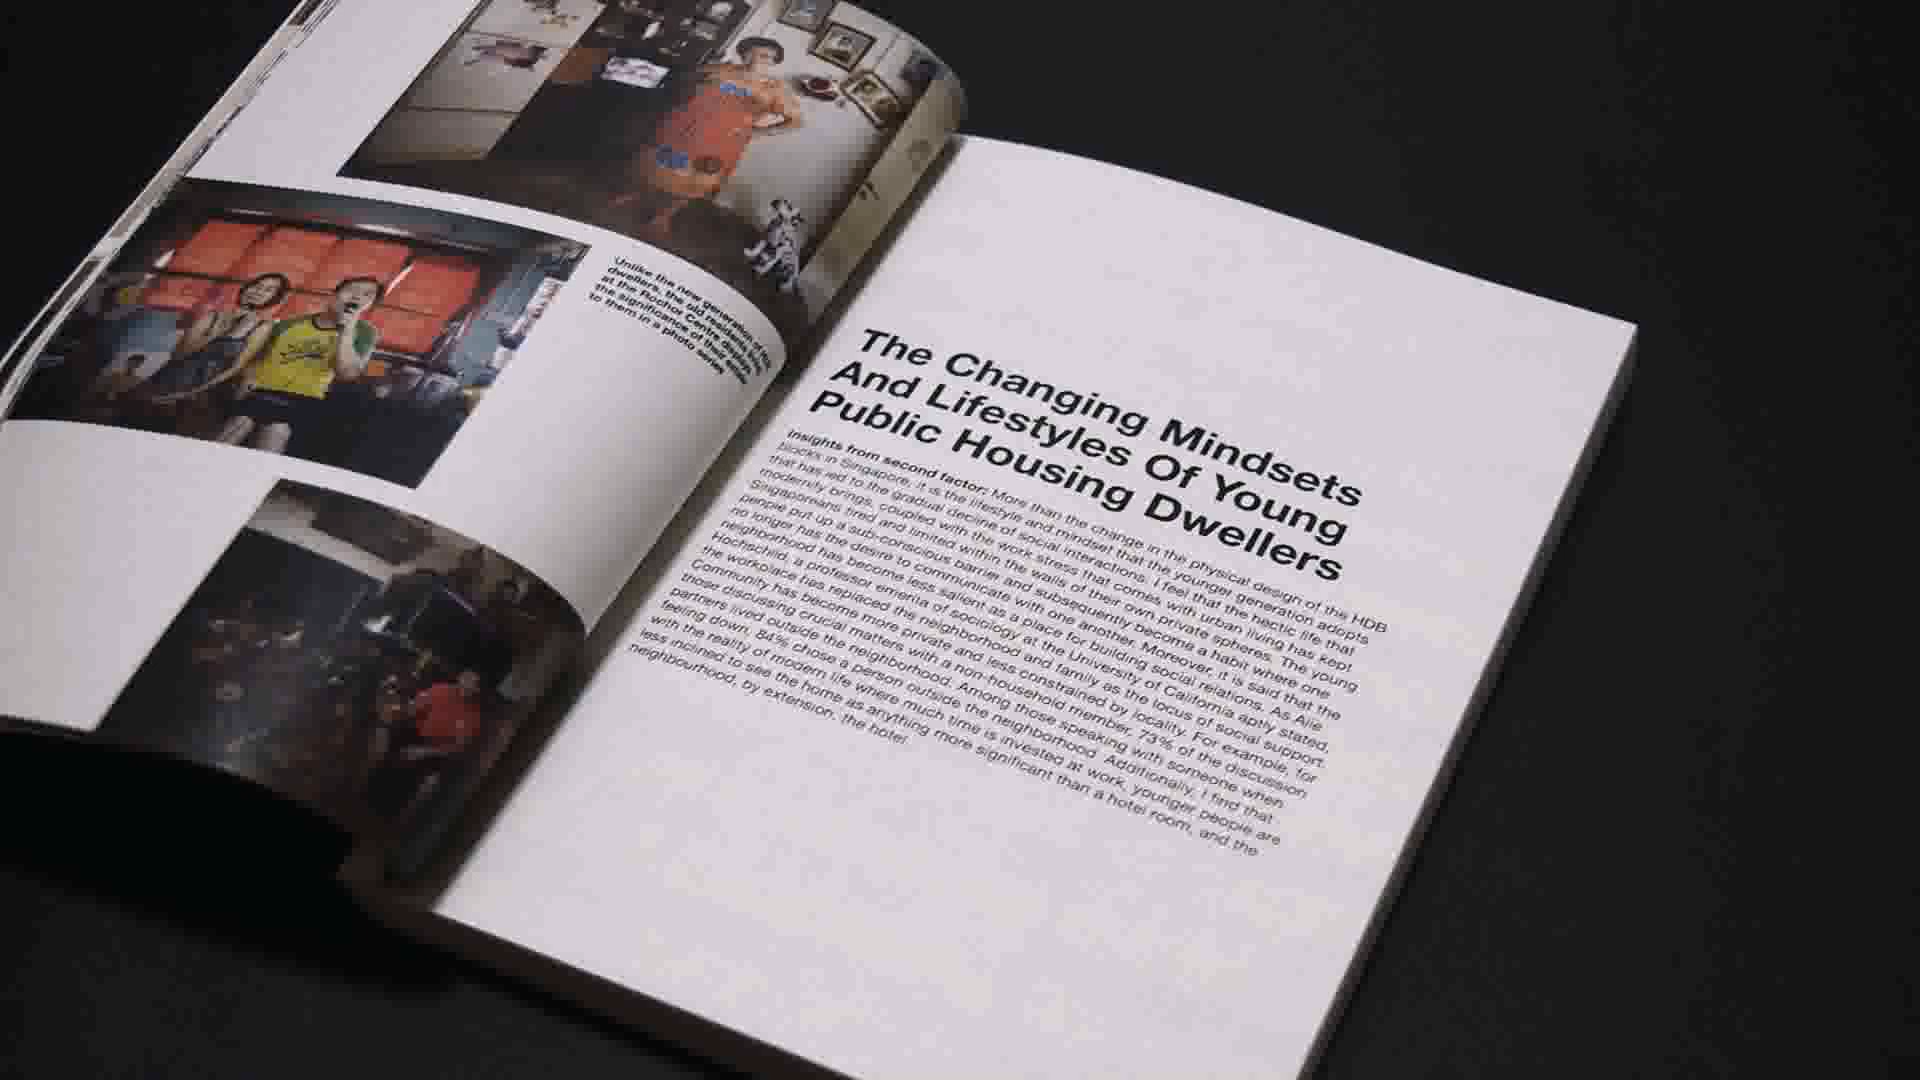 Unlike the new generation of HDB
dwellers, the old residents living
at the Rochor Centre displays
the significance of their estate
to them in a photo series
The Changing Mindsets
And Lifestyles Of Young
Public Housing Dwellers
Insights from second factor: More than the change in the physical design of the HDB
blocks in Singapore, it is the lifestyle and mindset that the younger generation adopts
that has led to the gradual decline of social interactions. I feel that the hectic life that
modernity brings, coupled with the work stress that comes with urban living has kept
Singaporeans tired and limited within the walls of their own private spheres. The young
people put up a sub-conscious barrier and subsequently become a habit where one
no longer has the desire to communicate with one another. Moreover, it is said that the
neighborhood has become less salient as a place for building social relations. As Alie
Hochschild, a professor emerita of sociology at the University of California aptly stated,
the workplace has replaced the neighborhood and family as the locus of social support.
Community has become more private and less constrained by locality. For example, for
those discussing crucial matters with a non-household member, 73% of the discussion
partners lived outside the neighborhood. Among those speaking with someone when
feeling down, 84% chose a person outside the neighborhood. Additionally, I find that
with the reality of modern life where much time is invested at work, younger people are
less inclined to see the home as anything more significant than a hotel room, and the
neighbourhood, by extension, the hotel.